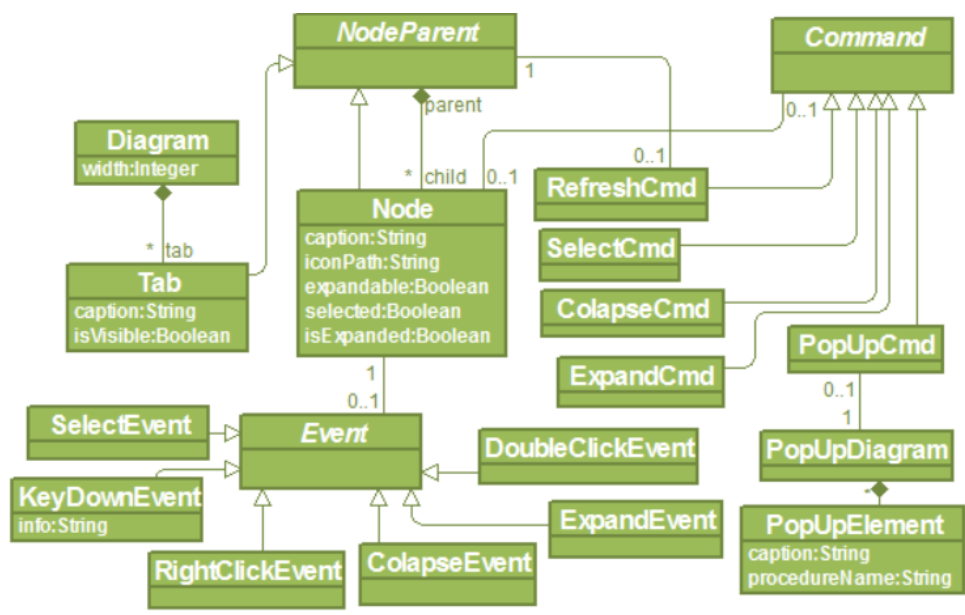 NodeParent
Command
1
parent
0..1
Diagram
width:Integer
0..1
* child
0..1
RefreshCmd
Node
caption:String
iconPath:String
expandable:Boolean
selected:Boolean
isExpanded:Boolean
* tab
Tab
caption:String
isVisible:Boolean
SelectCmd
ColapseCmd
PopUpCmd
ExpandCmd
1
0..1
0..1
1
SelectEvent
Event
DoubleClickEvent
PopUpDiagram
KeyDownEvent
info:String
ExpandEvent
*
PopUpElement
caption:String
procedureName:String
RightClickEvent
ColapseEvent